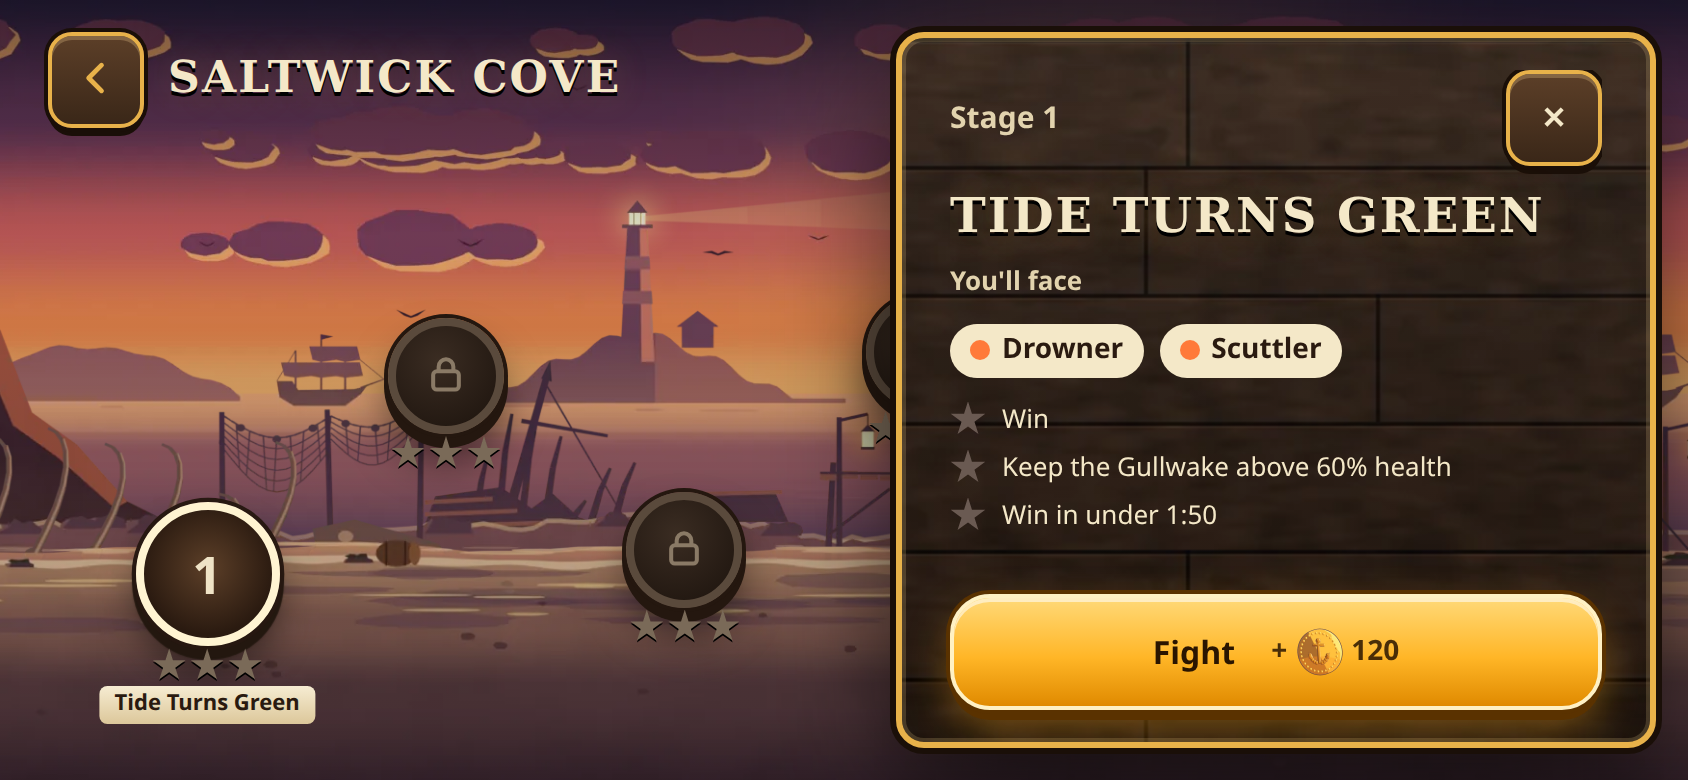 SALTWICK COVE
1
Tide Turns Green
Stage 1
×
TIDE TURNS GREEN
You'll face
Drowner
Scuttler
Win
Keep the Gullwake above 60% health
Win in under 1:50
Fight + 120